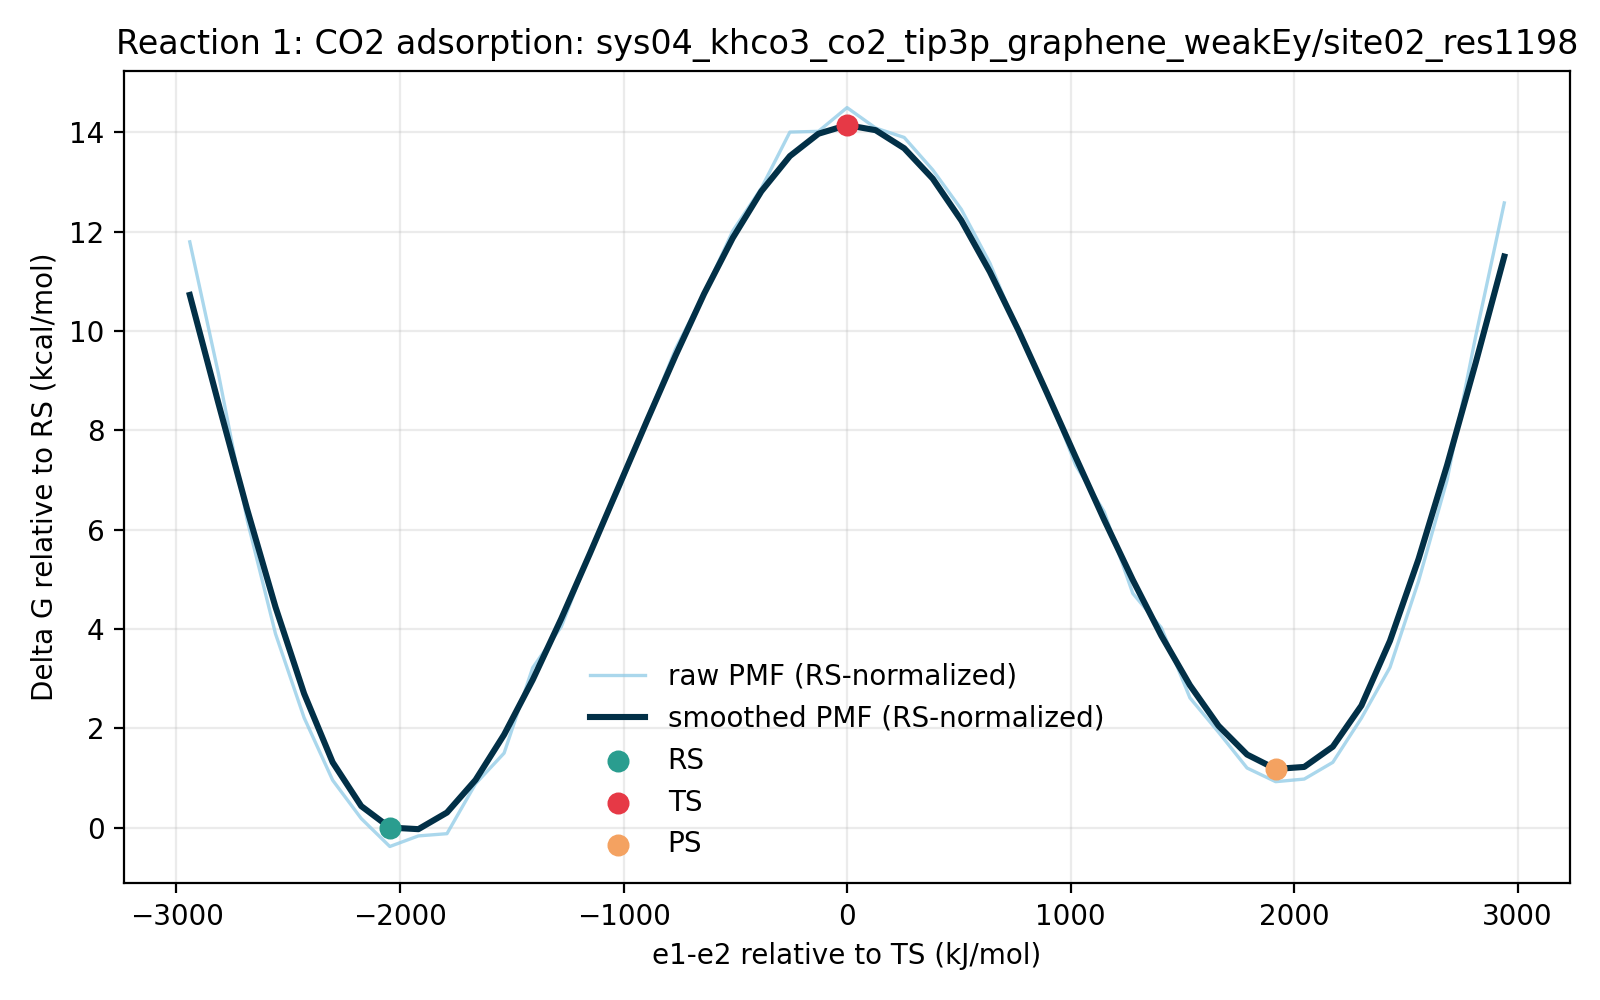 Reaction 1: CO2 adsorption: sys04_khco3_co2_tip3p_graphene_weakEy/site02_res1198
Delta G relative to RS (kcal/mol)
14
12
10
8
6
4
2
0
raw PMF (RS-normalized)
smoothed PMF (RS-normalized)
RS
TS
PS
−3000 −2000 −1000 0 1000 2000 3000
e1-e2 relative to TS (kJ/mol)